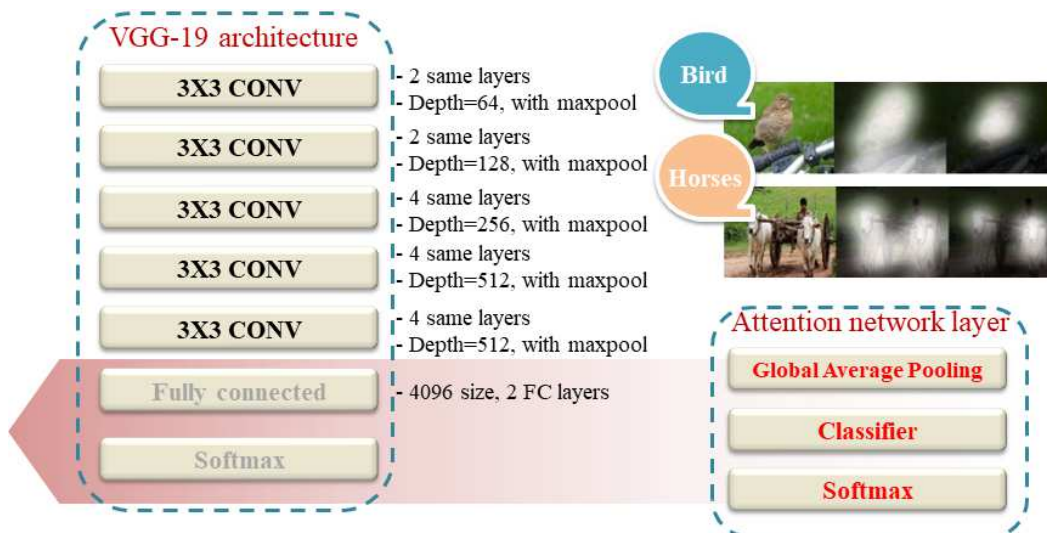 VGG-19 architecture
3X3 CONV
- 2 same layers
- Depth=64, with maxpool
3X3 CONV
- 2 same layers
- Depth=128, with maxpool
3X3 CONV
- 4 same layers
- Depth=256, with maxpool
3X3 CONV
- 4 same layers
- Depth=512, with maxpool
3X3 CONV
- 4 same layers
- Depth=512, with maxpool
Fully connected
- 4096 size, 2 FC layers
Softmax
Bird
Horses
Attention network layer
Global Average Pooling
Classifier
Softmax